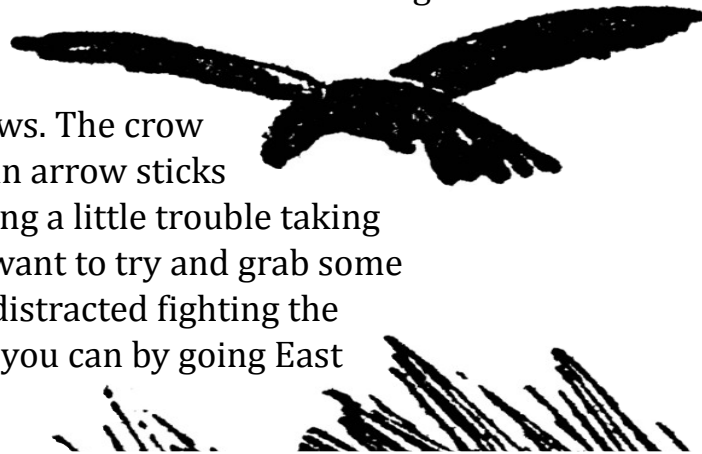 ws. The crow
n arrow sticks
ng a little trouble taking
want to try and grab some
distracted fighting the
you can by going East